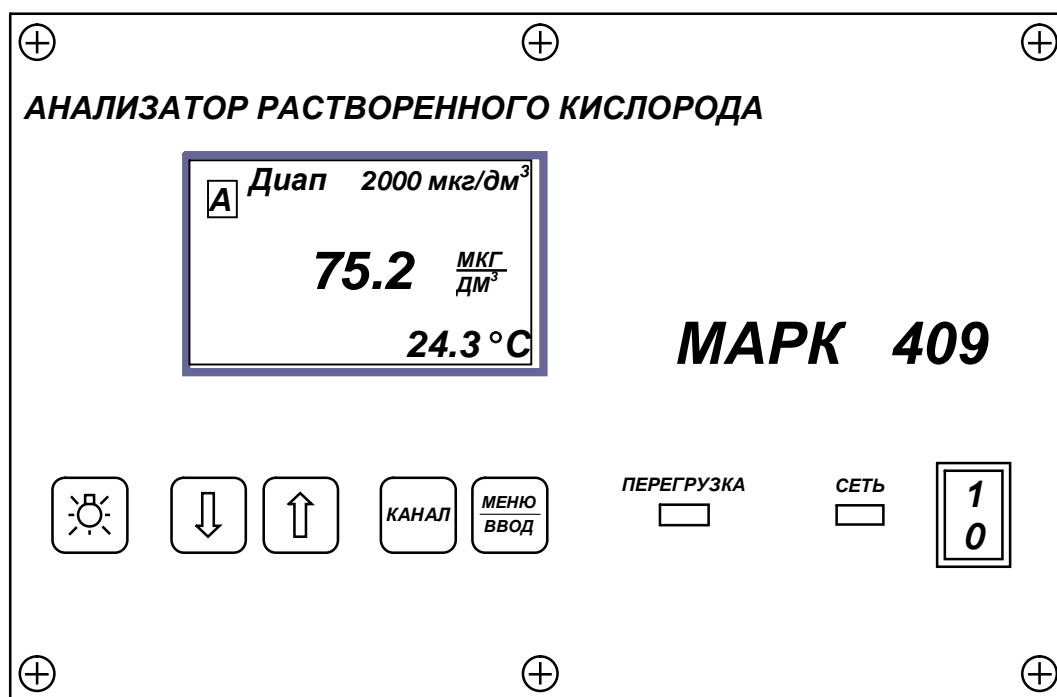 АНАЛИЗАТОР РАСТВОРЕННОГО КИСЛОРОДА
А Диап 2000 мкг/дм³
75.2 МКГ
ДМ³
24.3 °С
МАРК 409
КАНАЛ
МЕНЮ
ВВОД
ПЕРЕГРУЗКА
СЕТЬ
1
0